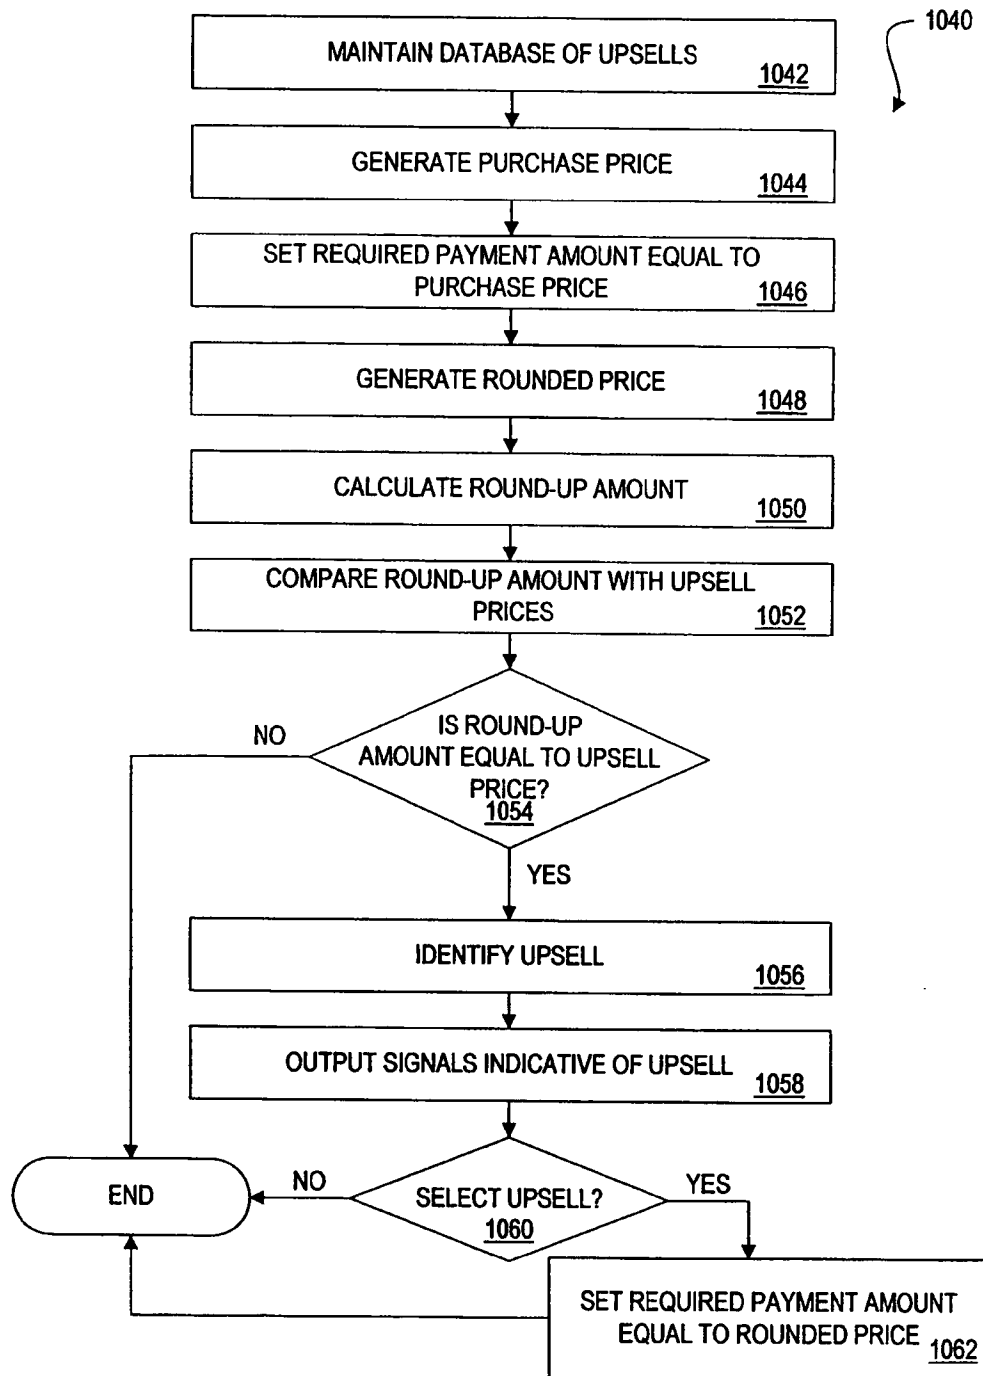 1040
MAINTAIN DATABASE OF UPSELLS
1042
GENERATE PURCHASE PRICE
1044
SET REQUIRED PAYMENT AMOUNT EQUAL TO
PURCHASE PRICE
1046
GENERATE ROUNDED PRICE
1048
CALCULATE ROUND-UP AMOUNT
1050
COMPARE ROUND-UP AMOUNT WITH UPSELL
PRICES
1052
IS ROUND-UP
AMOUNT EQUAL TO UPSELL
PRICE?
1054
NO
YES
IDENTIFY UPSELL
1056
OUTPUT SIGNALS INDICATIVE OF UPSELL
1058
SELECT UPSELL?
1060
NO
YES
END
SET REQUIRED PAYMENT AMOUNT
EQUAL TO ROUNDED PRICE
1062